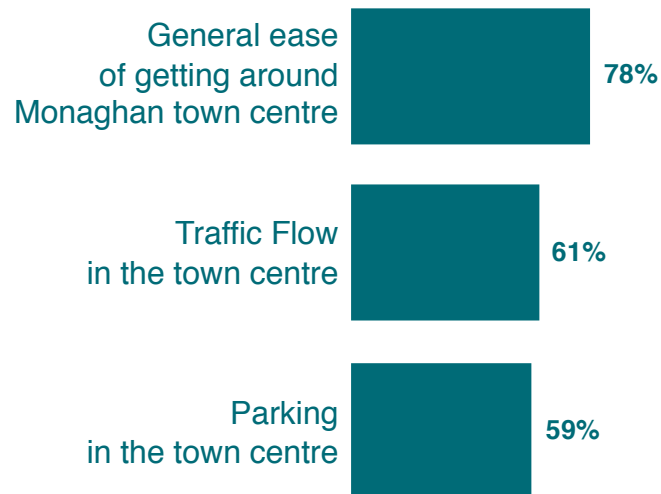 General ease
of getting around
Monaghan town centre
78%
Traffic Flow
in the town centre
61%
Parking
in the town centre
59%